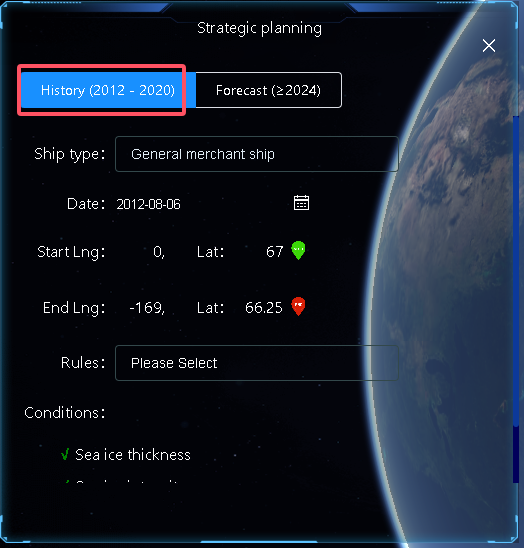 Strategic planning
History (2012 - 2020) Forecast (≥2024)
Ship type: General merchant ship
Date: 2012-08-06
Start Lng: 0, Lat: 67
End Lng: -169, Lat: 66.25
Rules: Please Select
Conditions:
√ Sea ice thickness